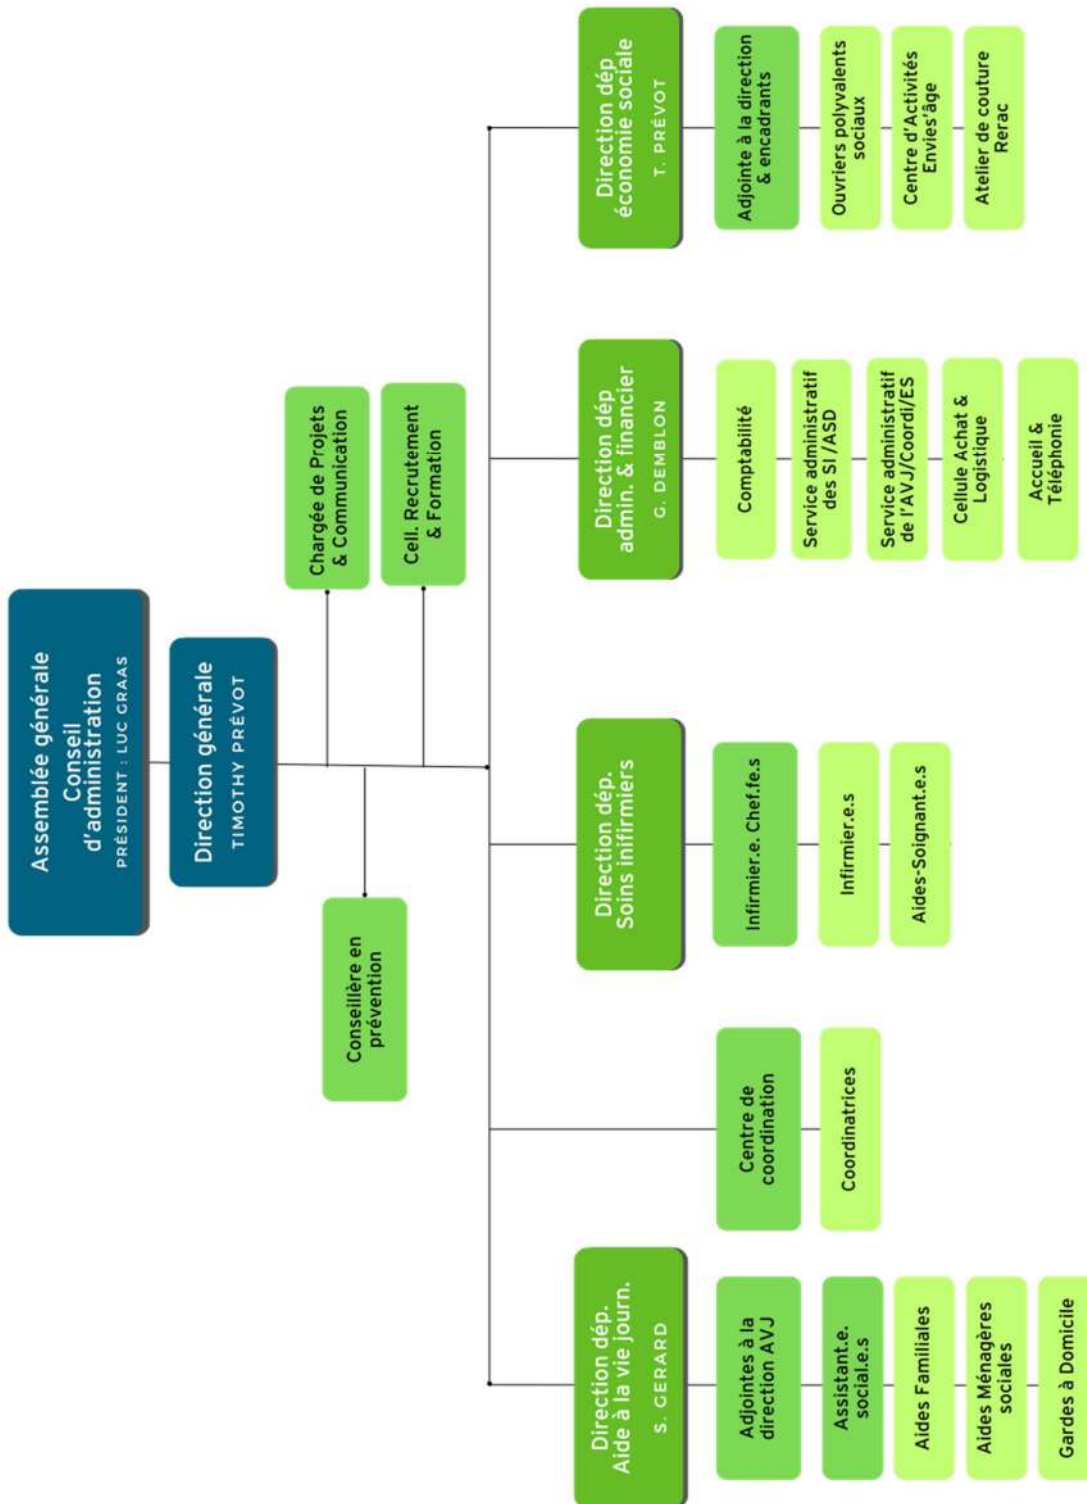 Assemblée générale
Conseil
d'administration
PRÉSIDENT : LUC GRAAS
Direction générale
TIMOTHY PRÉVOT
Chargée de Projets
& Communication
Cell. Recrutement
& Formation
Conseillère en
prévention
Direction dép.
Aide à la vie journ.
S. GERARD
Adjointes à la
direction AVJ
Assistant.e.
social.e.s
Aides Familiales
Aides Ménagères
sociales
Gardes à Domicile
Centre de
coordination
Coordinatrices
Direction dép.
Soins inifirmiers
Infirmier.e. Chef.fe.s
Infirmier.e.s
Aides-Soignant.e.s
Direction dép
admin. & financier
G. DEMBLON
Comptabilité
Service administratif
des SI /ASD
Service administratif
de l'AVJ/Coordi/ES
Cellule Achat &
Logistique
Accueil &
Téléphonie
Direction dép
économie sociale
T. PRÉVOT
Adjointe à la direction
& encadrants
Ouvriers polyvalents
sociaux
Centre d'Activités
Envies'âge
Atelier de couture
Rerac